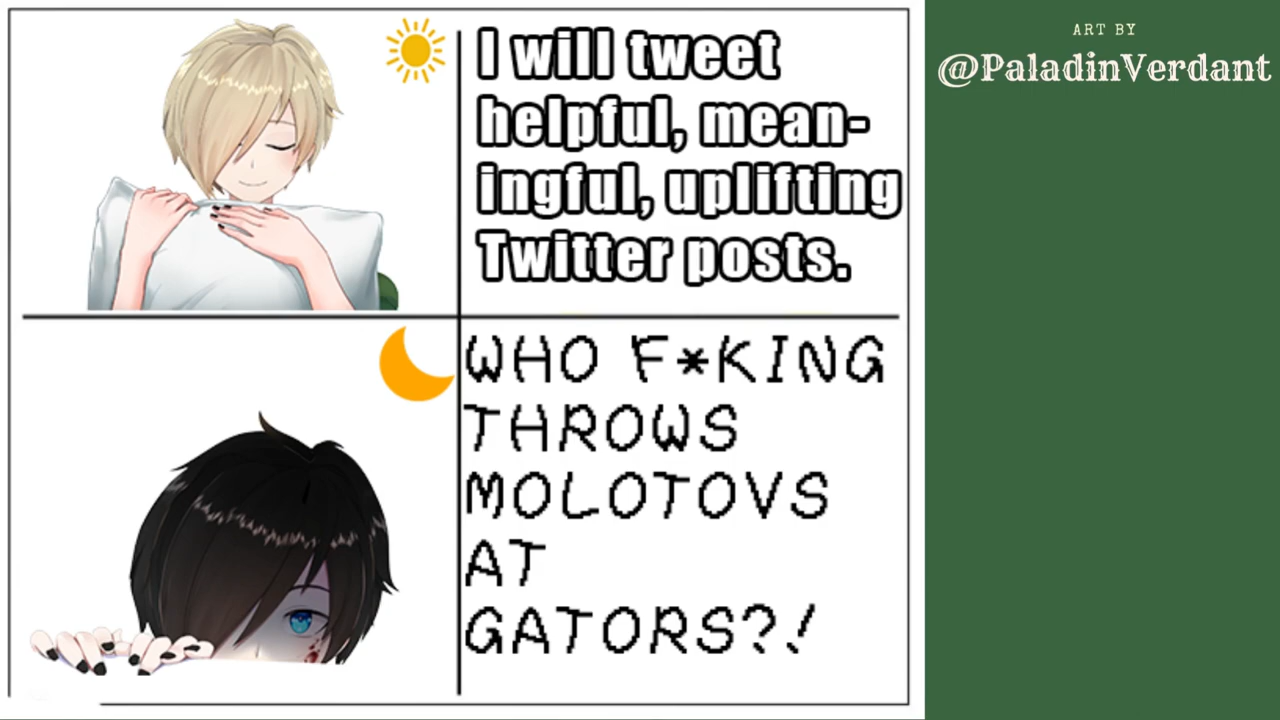 I will tweet
helpful, mean-
ingful, uplifting
Twitter posts.
WHO F*KING
THROWS
MOLOTOVS
AT
GATORS?!
ART BY
@PaladinVerdant